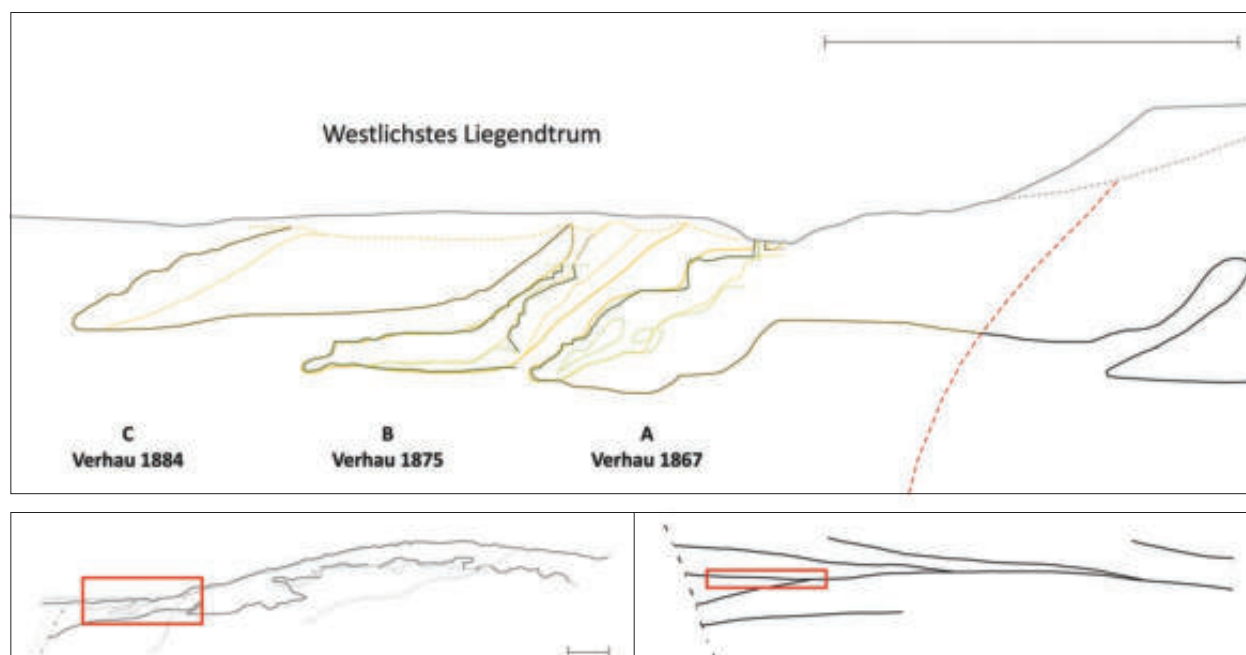 Westlichstes Liegendtrum
C
Verhau 1884
B
Verhau 1875
A
Verhau 1867